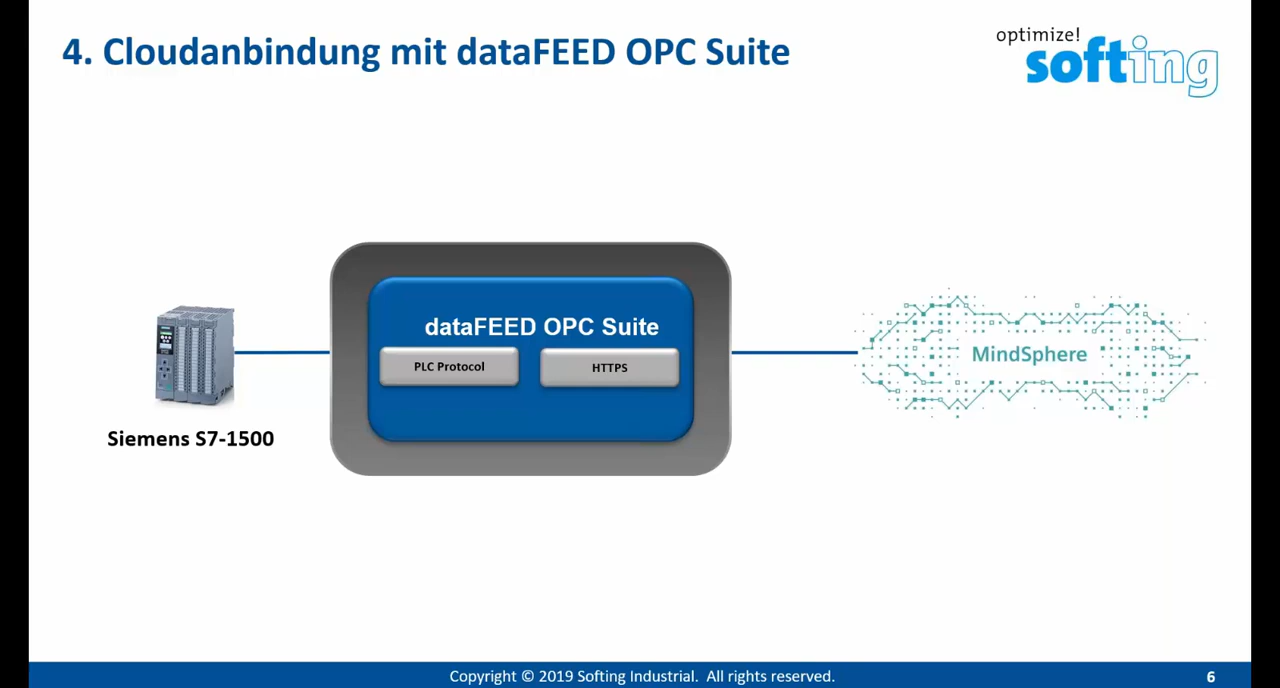 4. Cloudanbindung mit dataFEED OPC Suite
optimize!
softing
dataFEED OPC Suite
PLC Protocol
HTTPS
MindSphere
Siemens S7-1500
Copyright © 2019 Softing Industrial. All rights reserved.
6